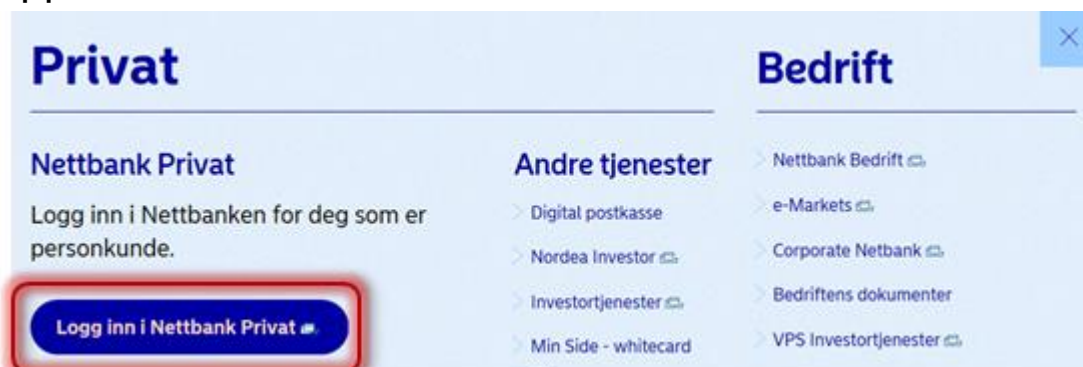 Privat
Nettbank Privat
Logg inn i Nettbanken for deg som er
personkunde.
Logg inn i Nettbank Privat
Andre tjenester
Digital postkasse
Nordea Investor
Investortjenester
Min Side - whitecard
Bedrift
Nettbank Bedrift
e-Markets
Corporate Netbank
Bedriftens dokumenter
VPS Investortjenester